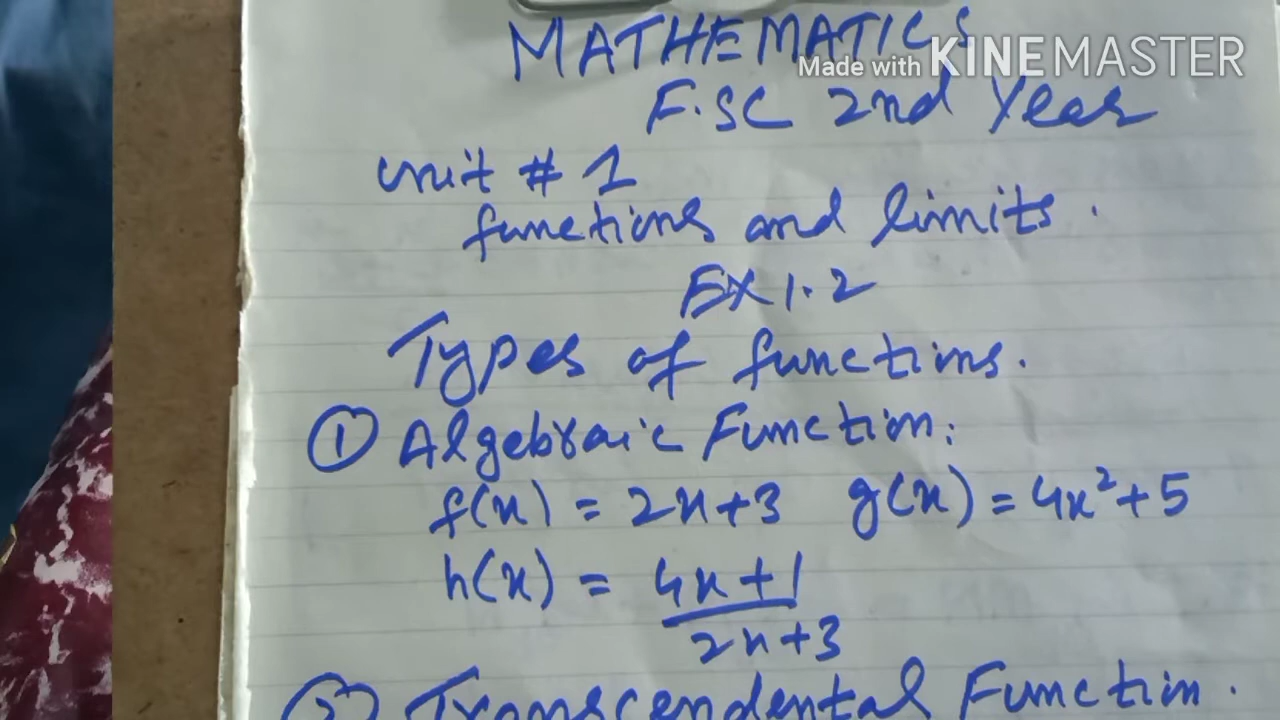 MATHEMATICS
Made with KINEMASTER
F.SC 2nd Year
unit # 1
functions and limits.
EX 1.2
Types of functions.
① Algebraic Function:
f(x) = 2x+3 g(x) = 4x²+5
h(x) = 4x+1
2x+3
② Transcendental Function.